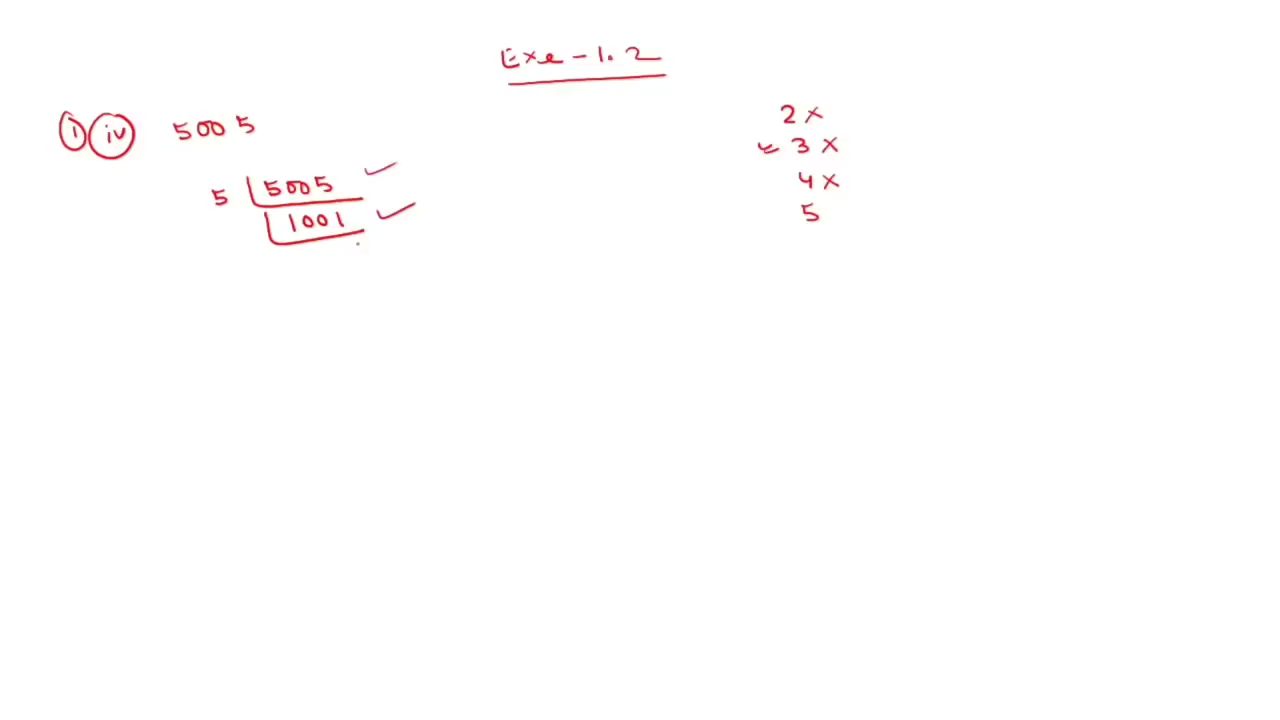 Exe - 1.2
1 iv 5005
5 5005 ✓
1001 ✓
2 x
3 x
4 x
5